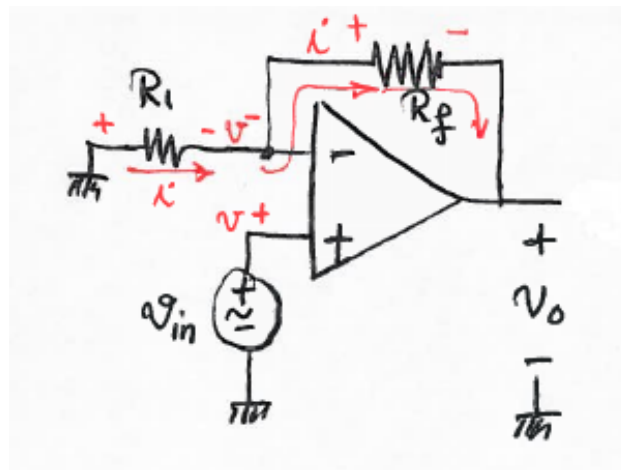 i + -
R1 Rf
+ - v- -
i
v+ +
vin + ~ - +
vo
-